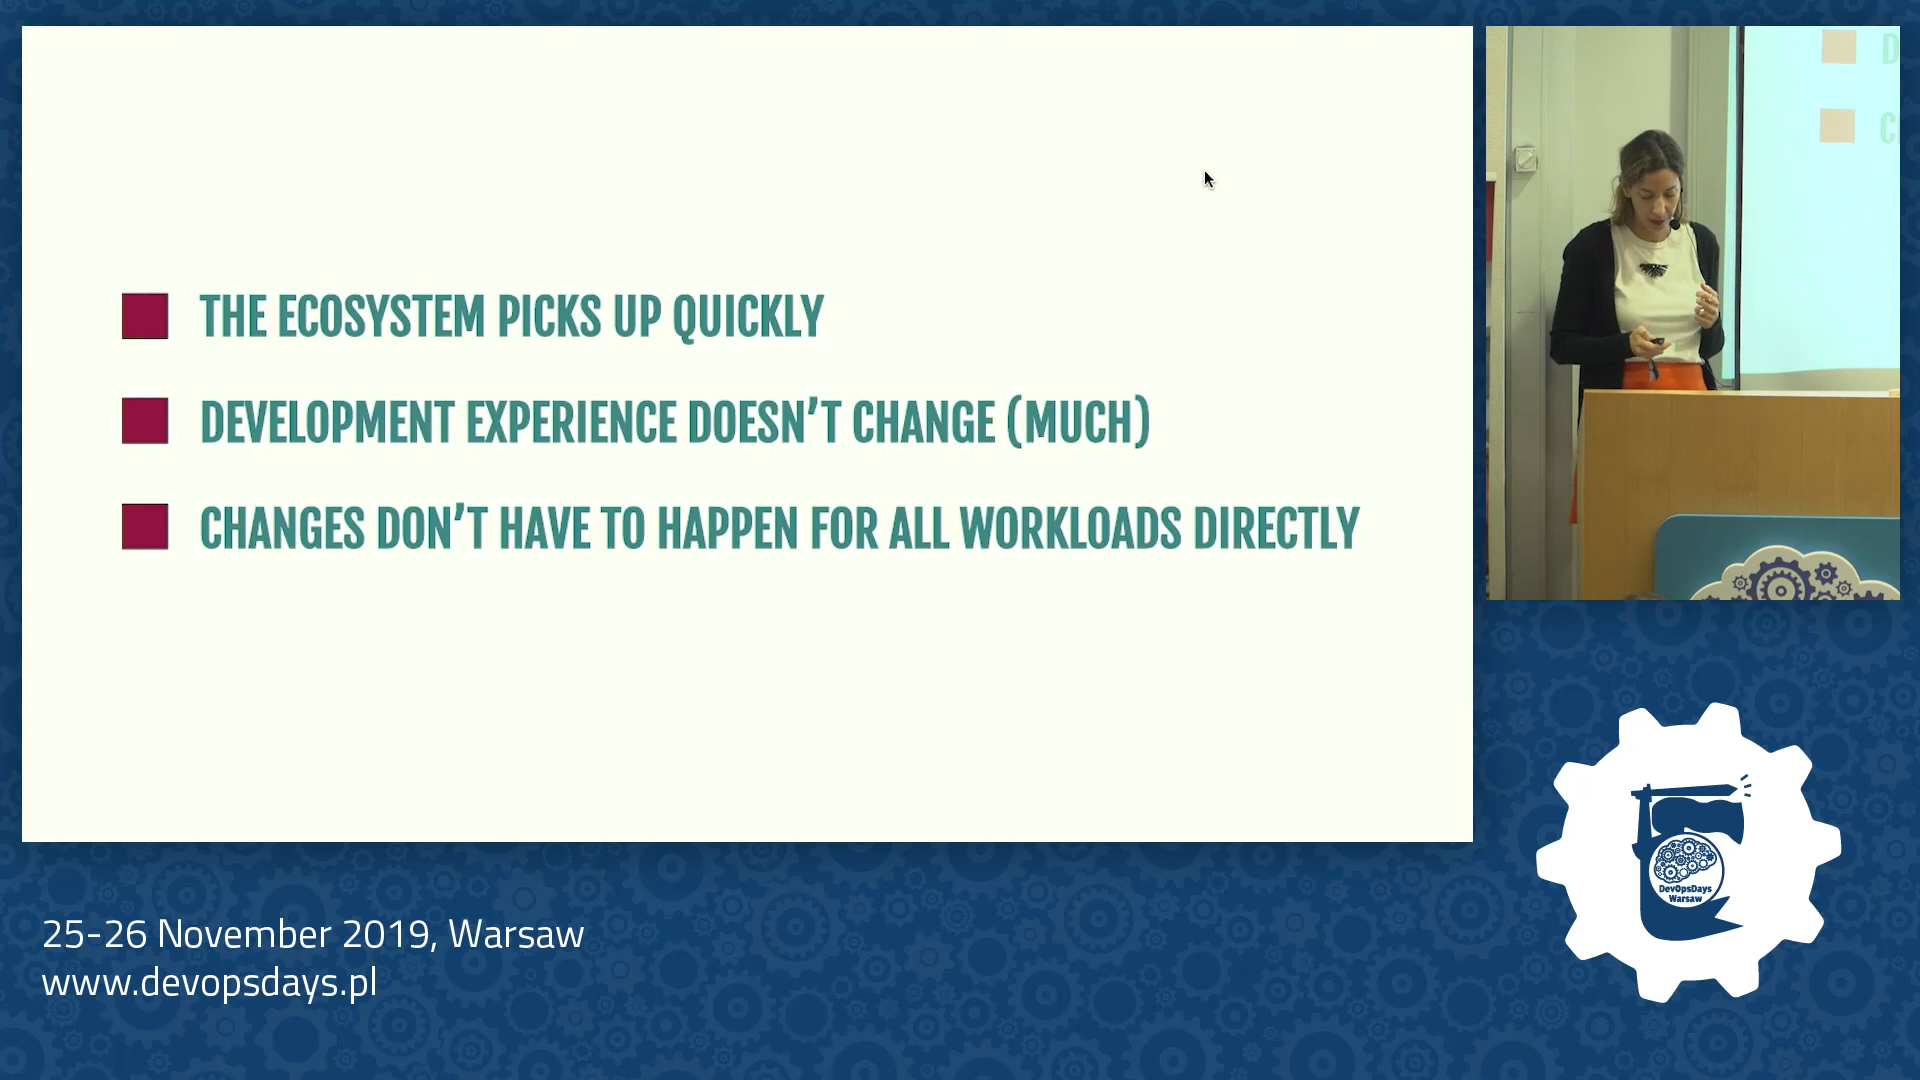 THE ECOSYSTEM PICKS UP QUICKLY
DEVELOPMENT EXPERIENCE DOESN’T CHANGE (MUCH)
CHANGES DON’T HAVE TO HAPPEN FOR ALL WORKLOADS DIRECTLY
D
C
25-26 November 2019, Warsaw
www.devopsdays.pl
DevOpsDays
Warsaw